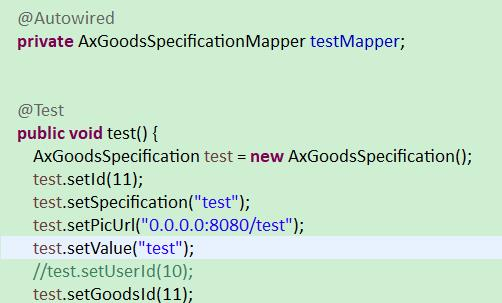 @Autowired
private AxGoodsSpecificationMapper testMapper;
@Test
public void test() {
AxGoodsSpecification test = new AxGoodsSpecification();
test.setId(11);
test.setSpecification("test");
test.setPicUrl("0.0.0.0:8080/test");
test.setValue("test");
//test.setUserId(10);
test.setGoodsId(11);